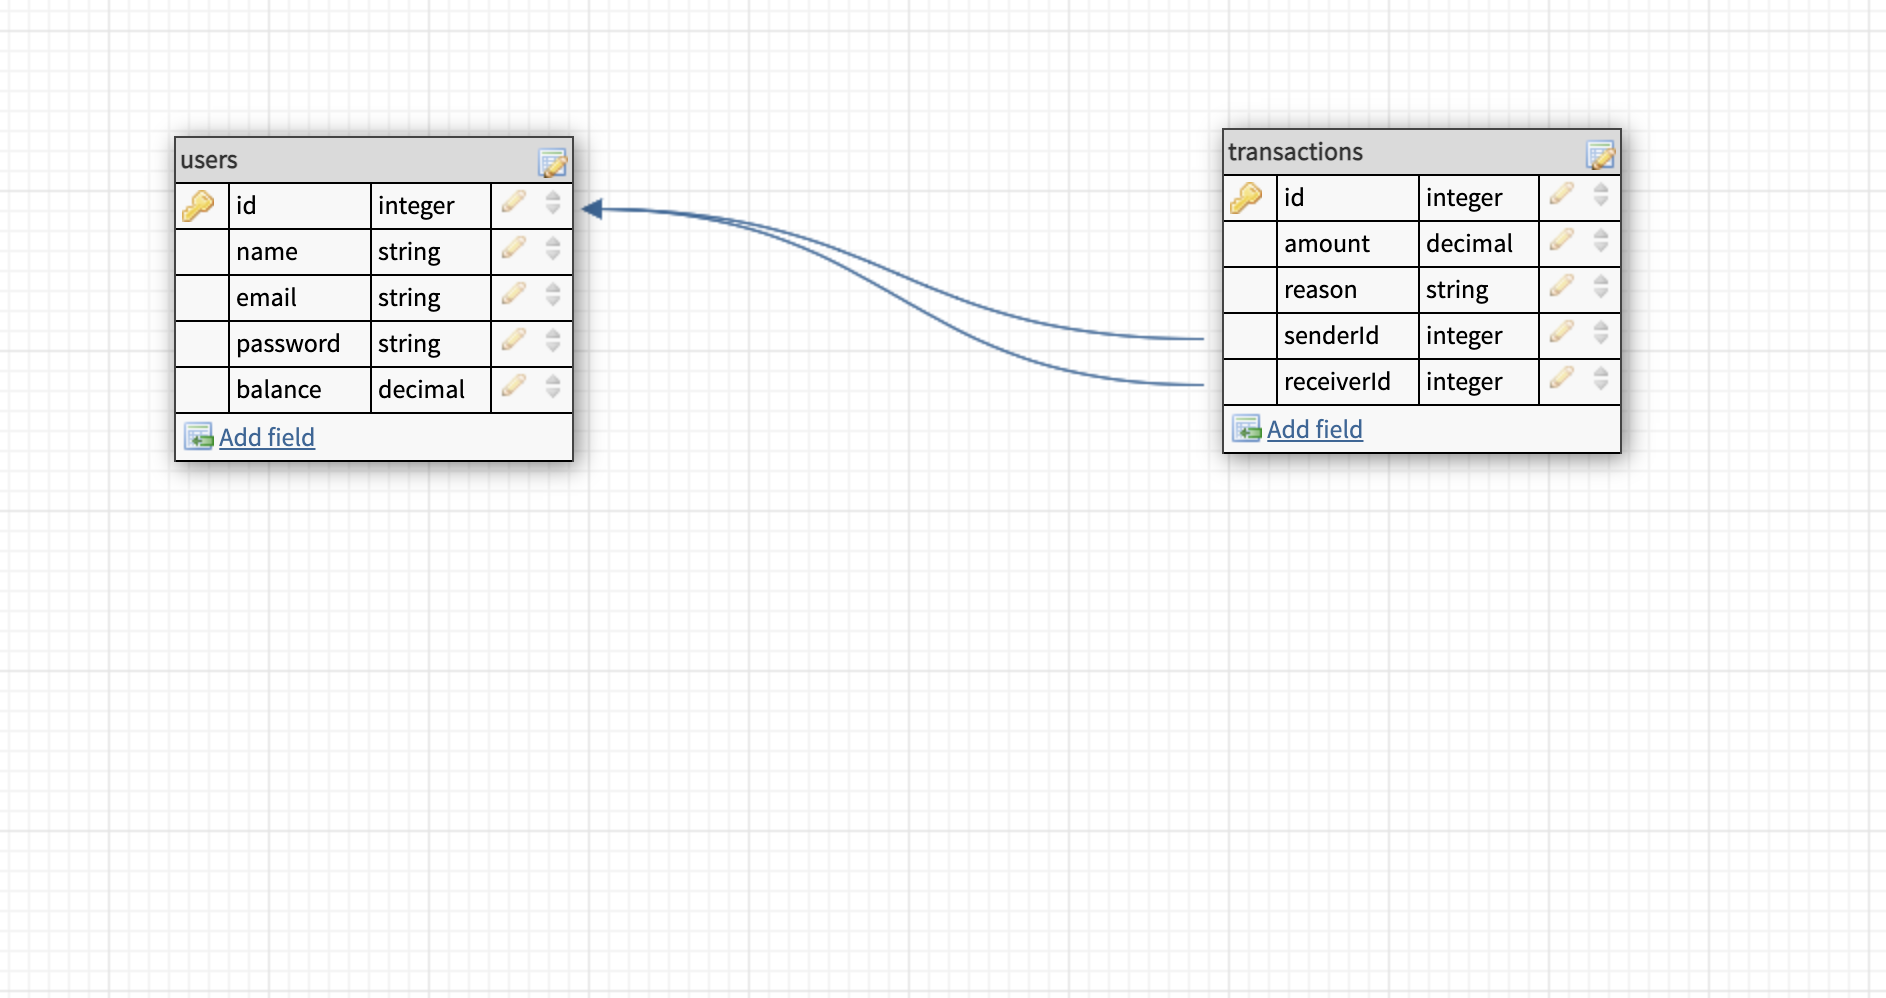 users
id integer
name string
email string
password string
balance decimal
Add field
transactions
id integer
amount decimal
reason string
senderId integer
receiverId integer
Add field